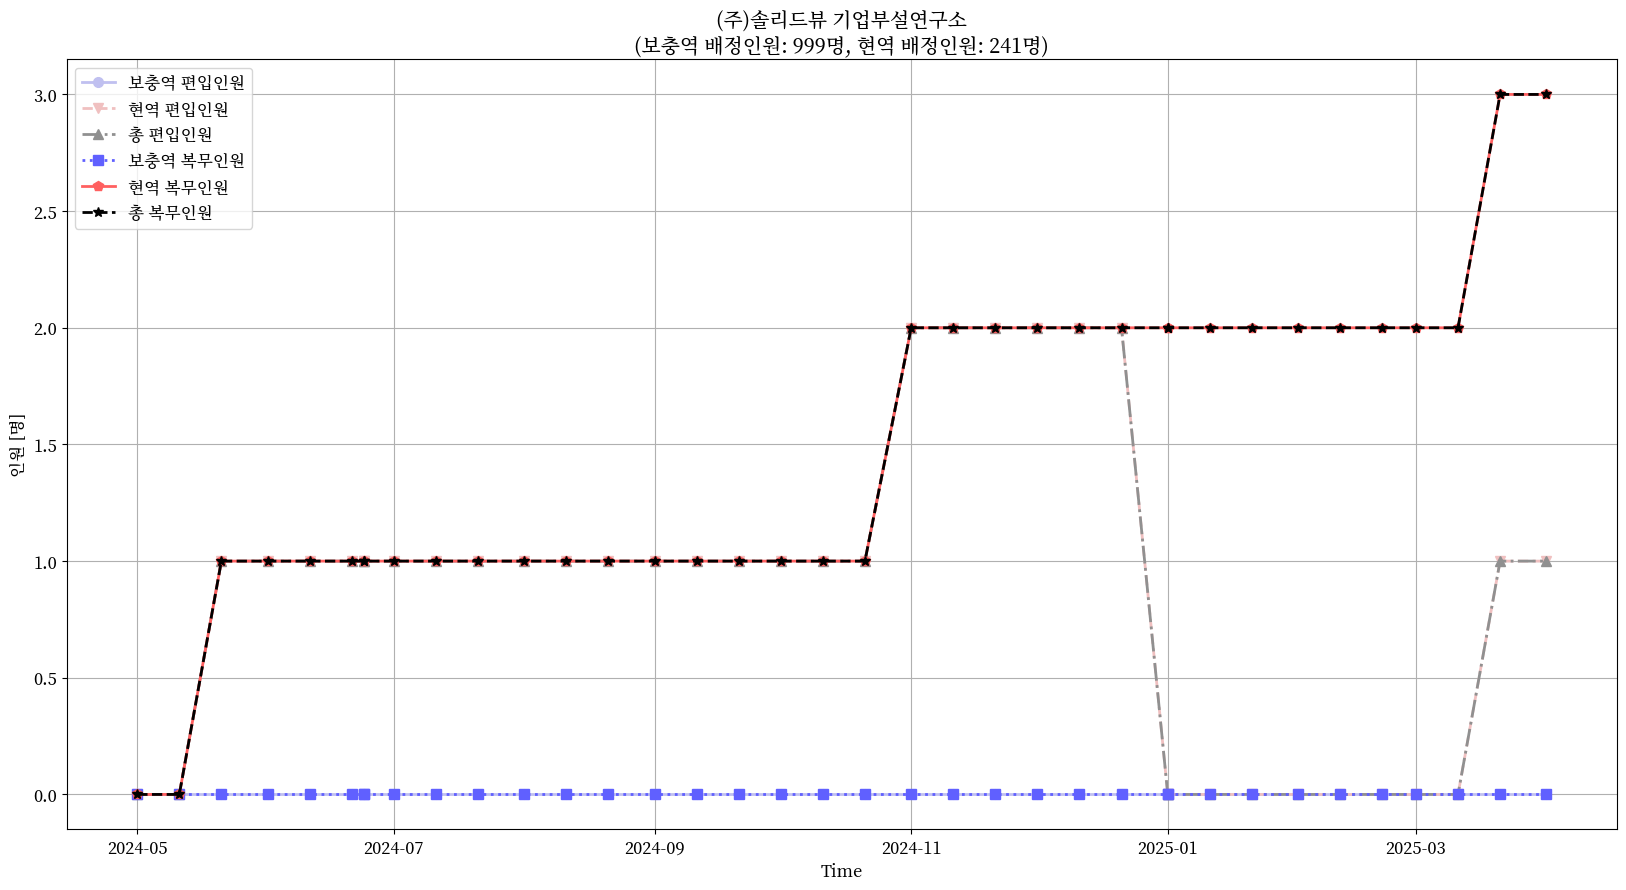 (주)솔리드뷰 기업부설연구소
(보충역 배정인원: 999명, 현역 배정인원: 241명)
보충역 편입인원
현역 편입인원
총 편입인원
보충역 복무인원
현역 복무인원
총 복무인원
3.0
2.5
2.0
1.5
1.0
0.5
0.0
인원 [명]
2024-05
2024-07
2024-09
2024-11
2025-01
2025-03
Time